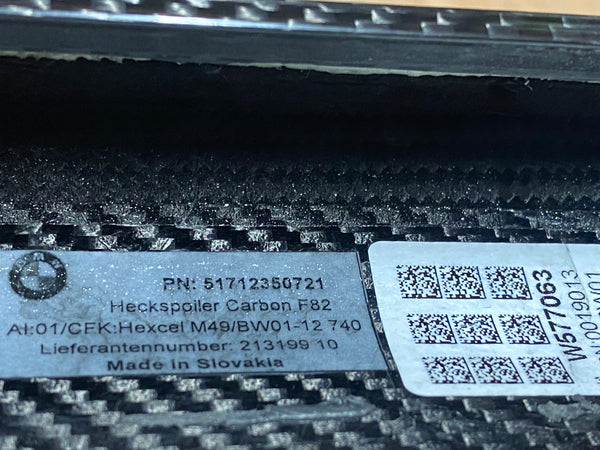 PN: 51712350721
Heckspoiler Carbon F82
AI:01/CFK:Hexcel M49/BW01-12 740
Lieferantennummer: 213199 10
Made in Slovakia
W577063